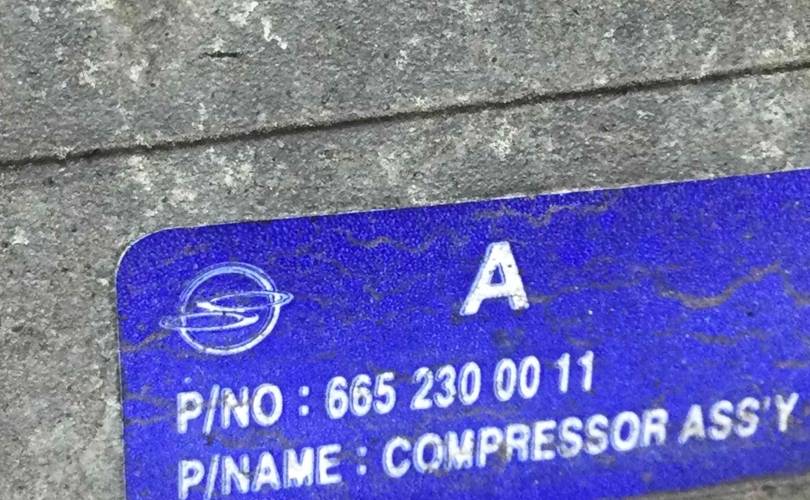 A
P/NO : 665 230 00 11
P/NAME : COMPRESSOR ASS'Y